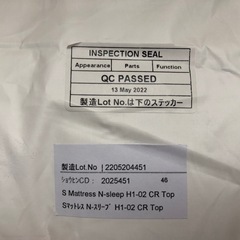 INSPECTION SEAL
Appearance Parts Function
QC PASSED
13 May 2022
製造Lot No.は下のステッカー
製造Lot No | 2205204451
ｼｮｳﾋﾝCD : 2025451 46
S Mattress N-sleep H1-02 CR Top
Sﾏｯﾄﾚｽ N-ｽﾘｰﾌﾟ H1-02 CR Top